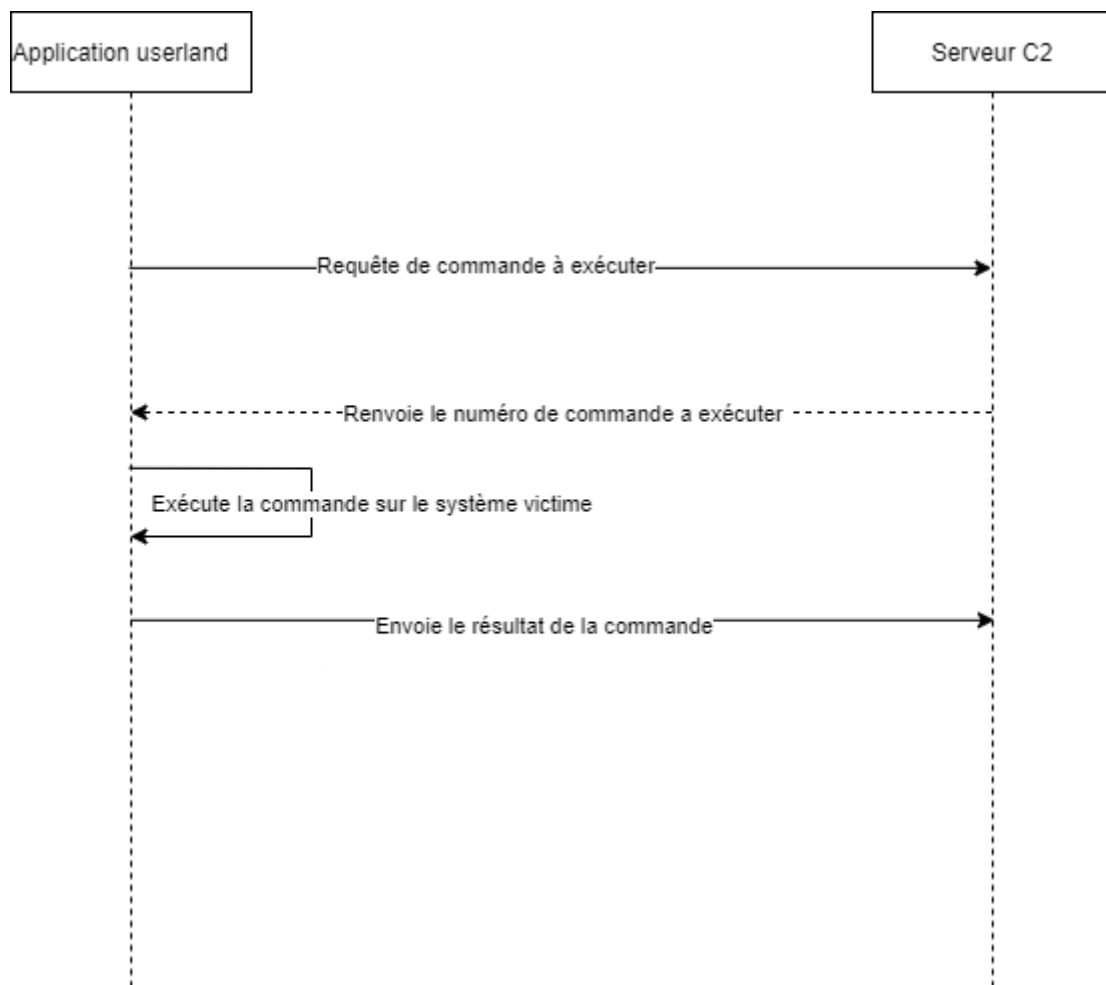 Application userland
Serveur C2
Requête de commande à exécuter
Renvoie le numéro de commande a exécuter
Exécute la commande sur le système victime
Envoie le résultat de la commande